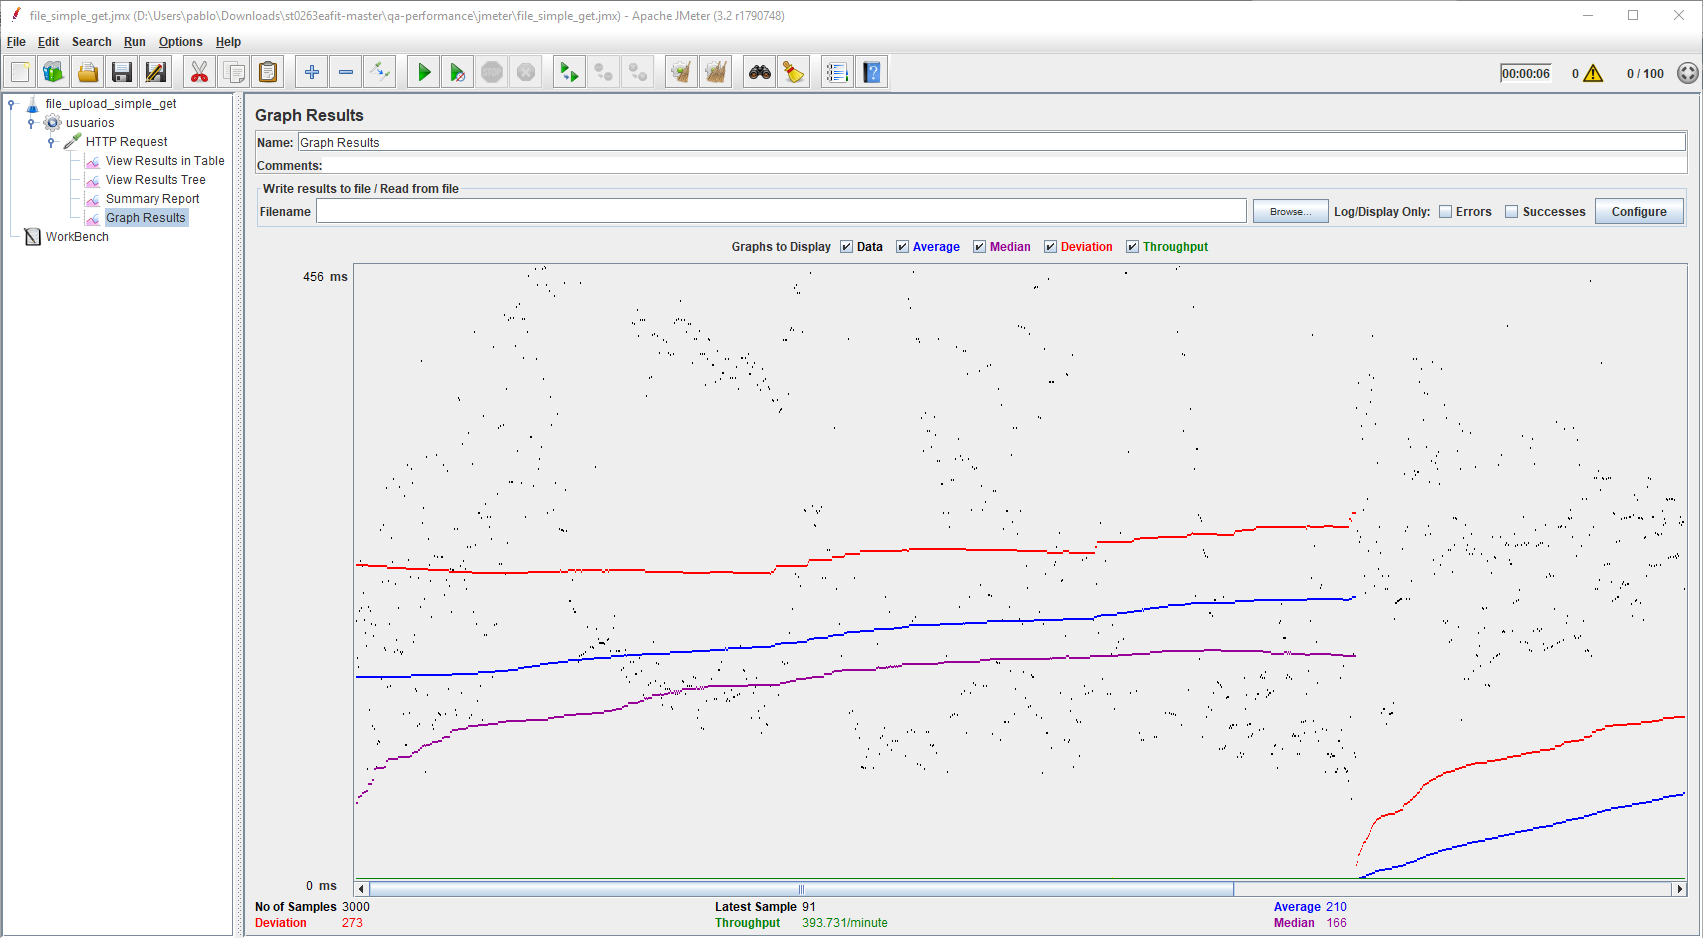 file_simple_get.jmx (D:\Users\pablo\Downloads\st0263eafit-master\qa-performance\jmeter\file_simple_get.jmx) - Apache JMeter (3.2 r1790748)
File Edit Search Run Options Help
00:00:06 0 0 / 100
file_upload_simple_get
usuarios
HTTP Request
View Results in Table
View Results Tree
Summary Report
Graph Results
WorkBench
Graph Results
Name: Graph Results
Comments:
Write results to file / Read from file
Filename Browse... Log/Display Only: Errors Successes Configure
Graphs to Display Data Average Median Deviation Throughput
456 ms
0 ms
No of Samples 3000 Latest Sample 91 Average 210
Deviation 273 Throughput 393.731/minute Median 166